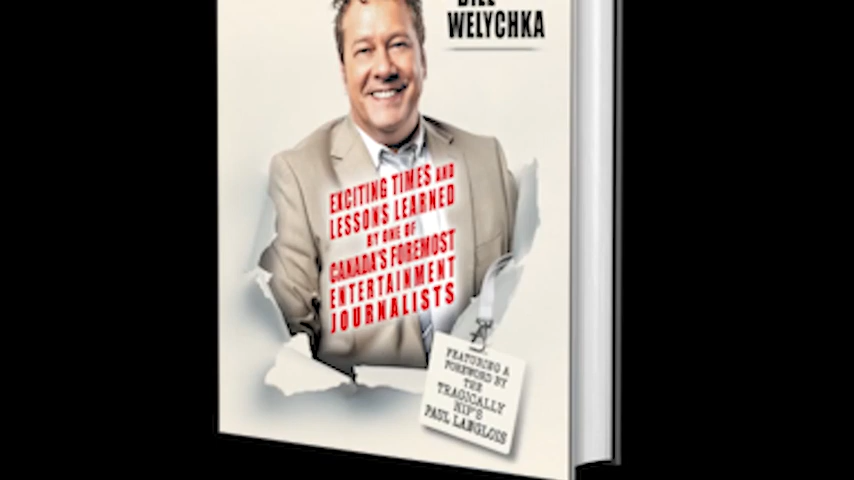 BILL
WELYCHKA
EXCITING TIMES AND
LESSONS LEARNED
BY ONE OF
CANADA'S FOREMOST
ENTERTAINMENT
JOURNALISTS
FEATURING A
FOREWORD BY
THE
TRAGICALLY
HIP'S
PAUL LANGLOIS